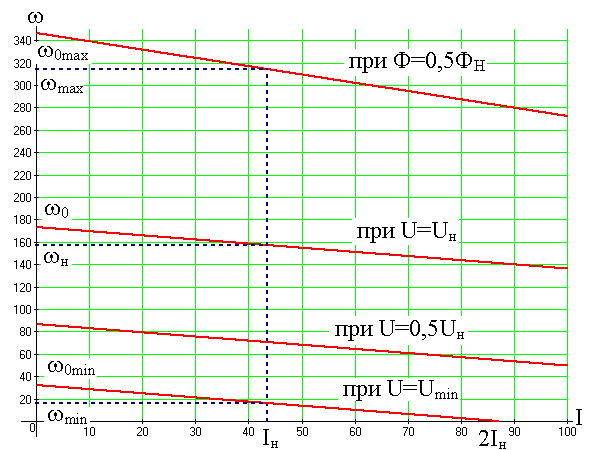 ω
340
320
300
280
260
240
220
200
180
160
140
120
100
80
60
40
20
0
ω0max
при Φ=0,5ΦН
ωmax
ω0
при U=Uн
ωн
при U=0,5Uн
ω0min
при U=Umin
ωmin
I
0 10 20 30 40 50 60 70 80 90 100
Iн 2Iн